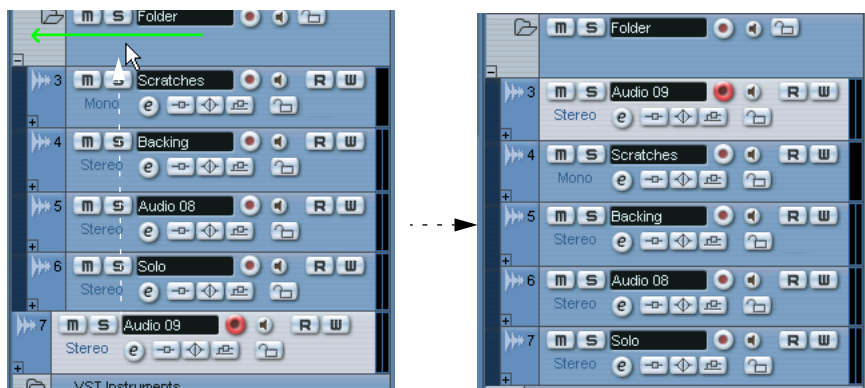 m S Folder
3 m S Scratches R W
Mono e
4 m S Backing R W
Stereo e
5 m S Audio 08 R W
Stereo e
6 m S Solo R W
Stereo e
7 m S Audio 09 R W
Stereo e
VST Instruments
m S Folder
3 m S Audio 09 R W
Stereo e
4 m S Scratches R W
Mono e
5 m S Backing R W
Stereo e
6 m S Audio 08 R W
Stereo e
7 m S Solo R W
Stereo e